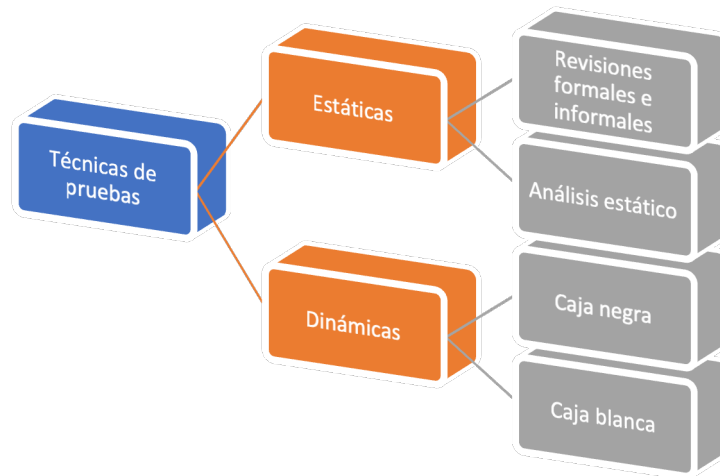 Técnicas de
pruebas
Estáticas
Revisiones
formales e
informales
Análisis estático
Dinámicas
Caja negra
Caja blanca